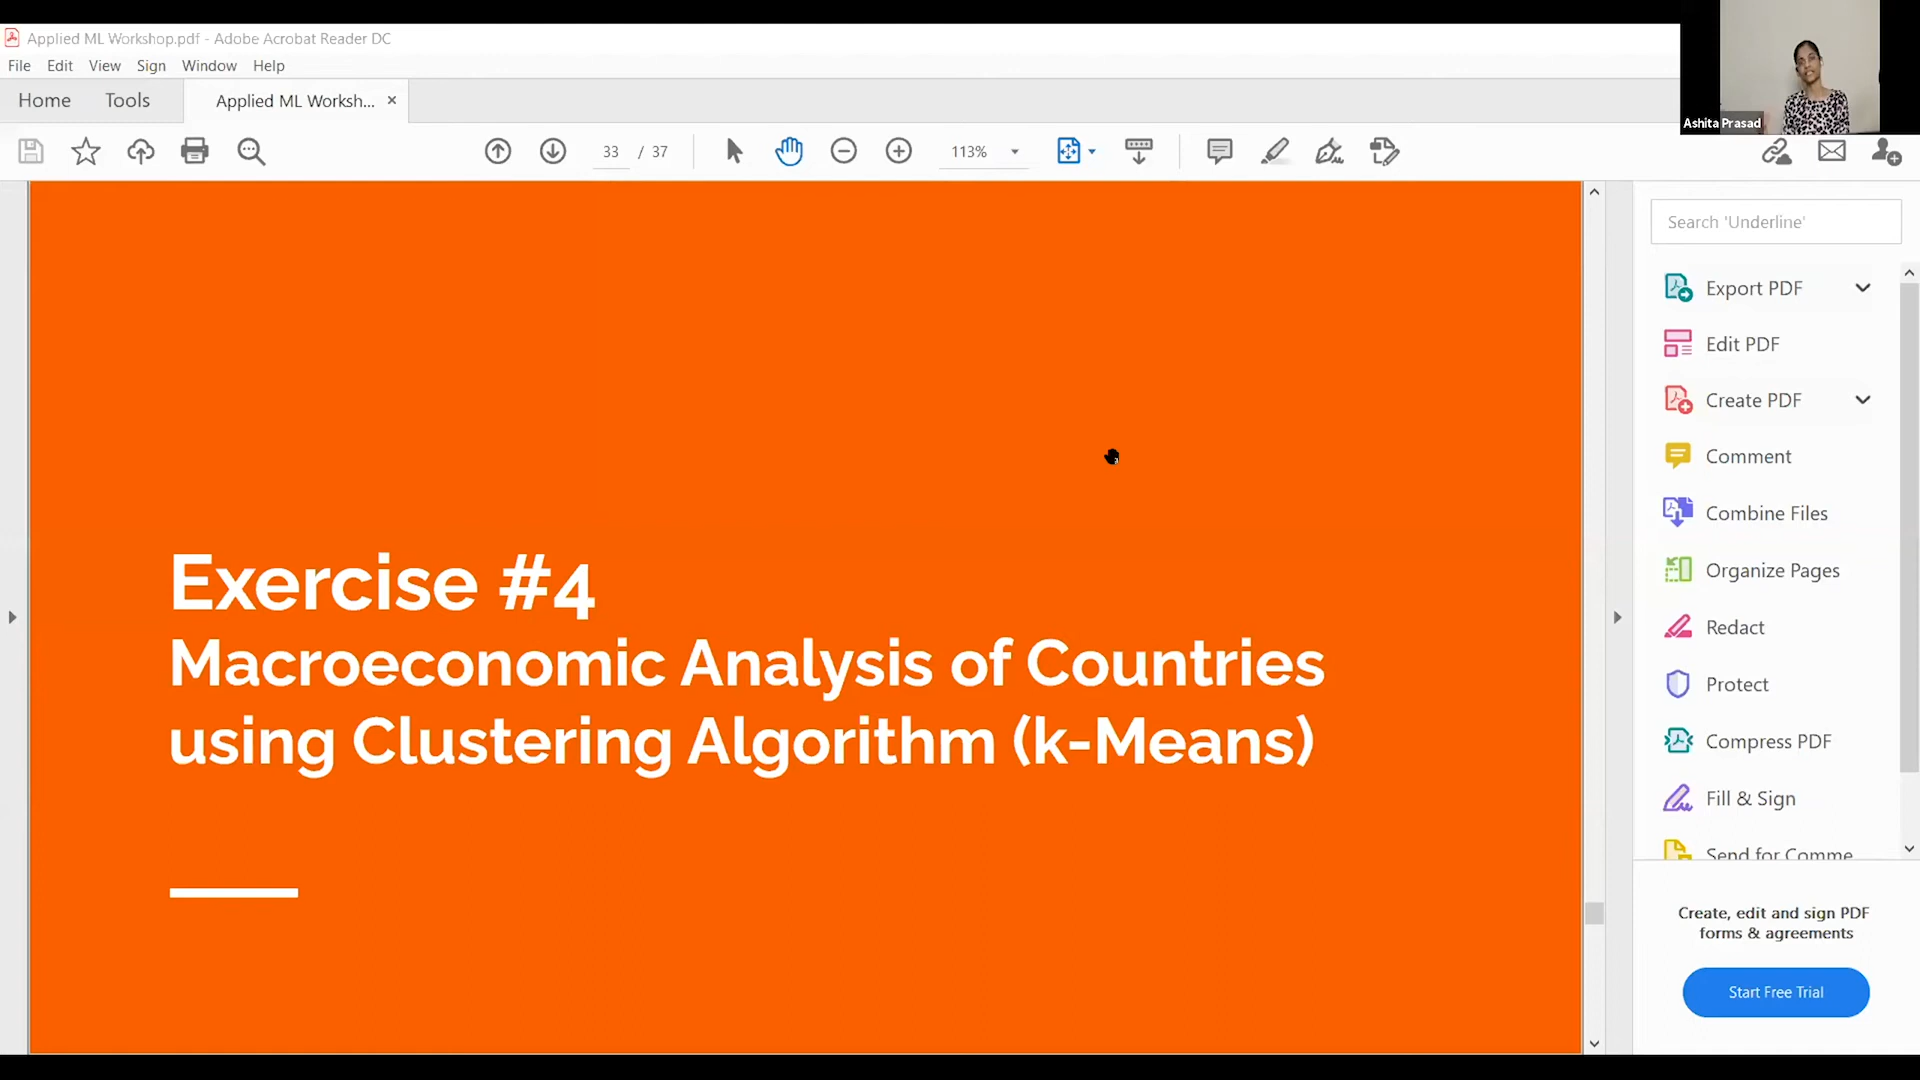 Applied ML Workshop.pdf - Adobe Acrobat Reader DC
File Edit View Sign Window Help
Home Tools Applied ML Worksh... ×
33 / 37 113%
Ashita Prasad
Exercise #4
Macroeconomic Analysis of Countries
using Clustering Algorithm (k-Means)
Search 'Underline'
Export PDF
Edit PDF
Create PDF
Comment
Combine Files
Organize Pages
Redact
Protect
Compress PDF
Fill & Sign
Send for Comme
Create, edit and sign PDF
forms & agreements
Start Free Trial